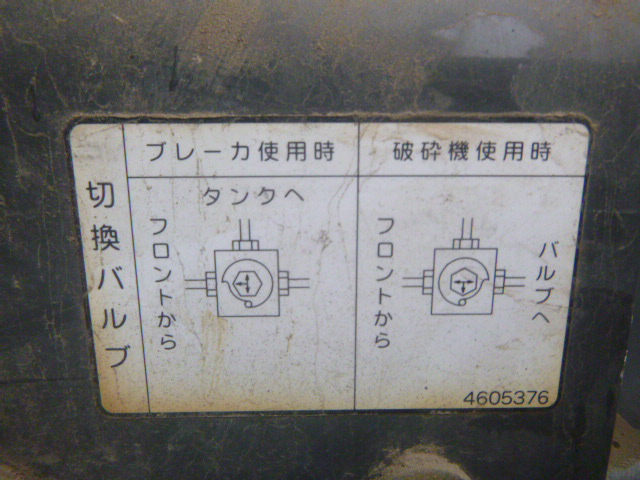 切換バルブ
ブレーカ使用時
タンクへ
フロントから
破砕機使用時
フロントから
バルブへ
4605376